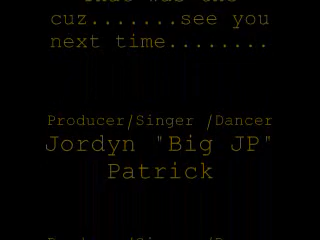 cuz.......see you
next time........
Producer/Singer /Dancer
Jordyn "Big JP"
Patrick